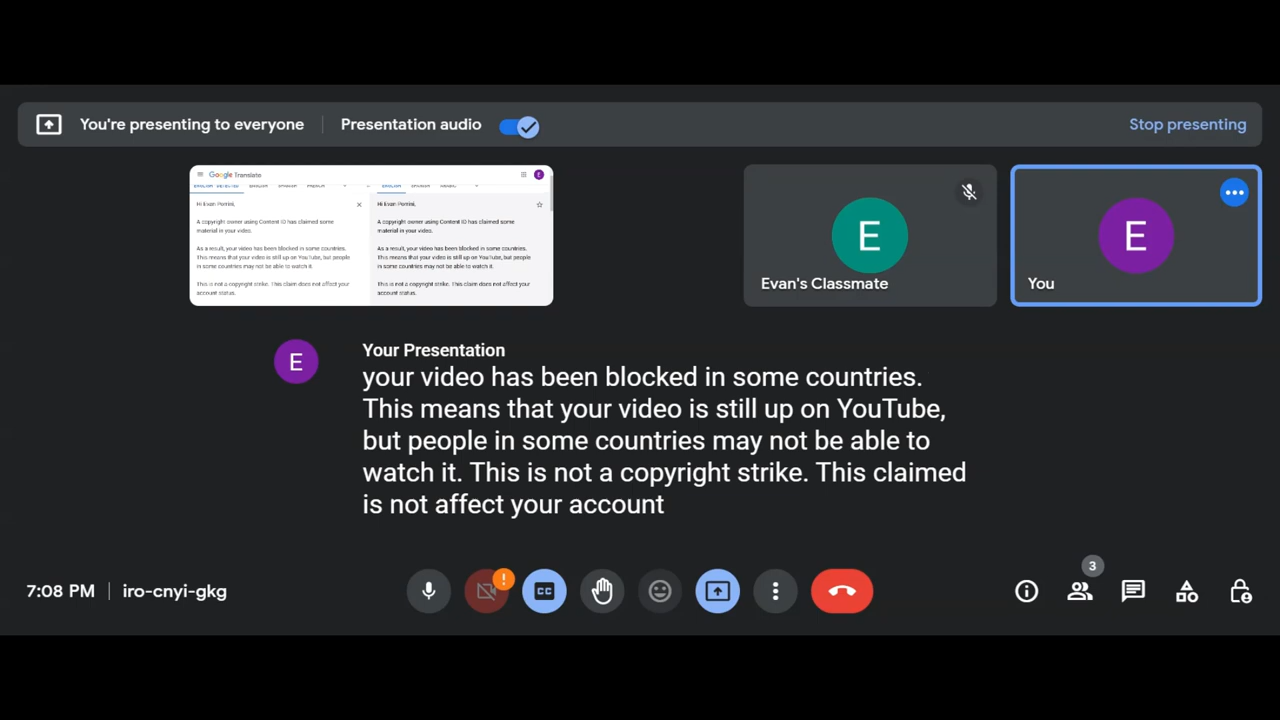 You're presenting to everyone
Presentation audio
Stop presenting
Google Translate
E
ENGLISH - DETECTED ENGLISH SPANISH FRENCH
ENGLISH SPANISH ARABIC
Hi Evan
A copyright owner using Content ID has claimed some
material in your video.
As a result, your video has been blocked in some countries.
This means that your video is still up on YouTube, but people
in some countries may not be able to watch it.
This is not a copyright strike. This claim does not affect your
account status.
Hi Evan
A copyright owner using Content ID has claimed some
material in your video.
As a result, your video has been blocked in some countries.
This means that your video is still up on YouTube, but people
in some countries may not be able to watch it.
This is not a copyright strike. This claim does not affect your
account status.
E
Evan's Classmate
E
You
E
Your Presentation
your video has been blocked in some countries.
This means that your video is still up on YouTube,
but people in some countries may not be able to
watch it. This is not a copyright strike. This claimed
is not affect your account
7:08 PM
iro-cnyi-gkg
!
CC
3